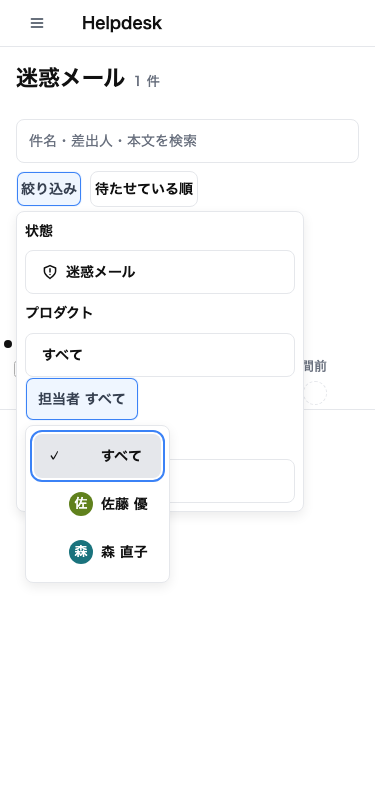 Helpdesk
迷惑メール 1 件
件名・差出人・本文を検索
絞り込み 待たせている順
状態
迷惑メール
プロダクト
すべて
間前
担当者 すべて
✓ すべて
佐 佐藤 優
森 森 直子